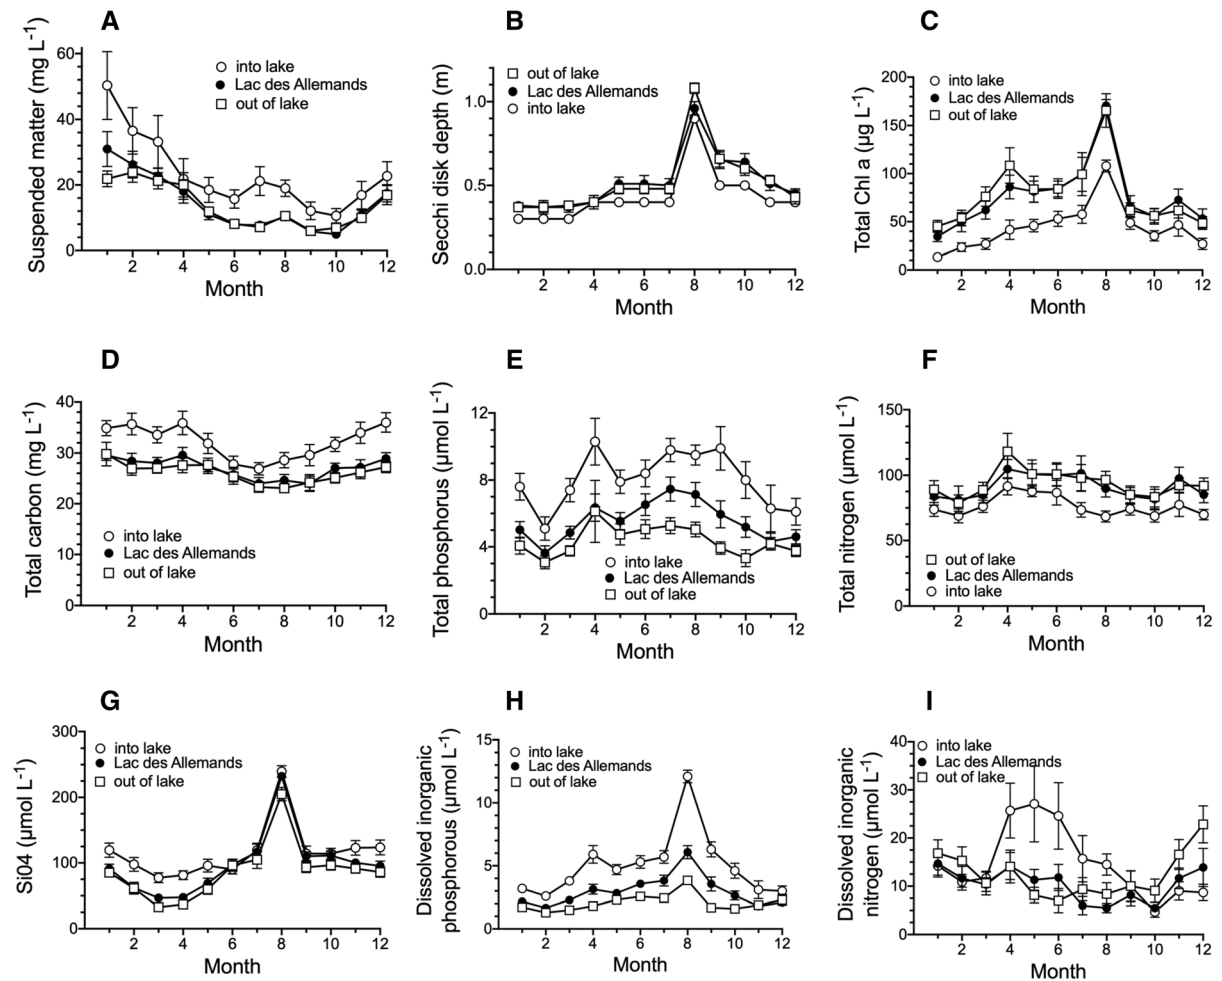 A
Suspended matter (mg L-1)
60
40
20
0
into lake
Lac des Allemands
out of lake
2 4 6 8 10 12
Month
B
Secchi disk depth (m)
1.0
0.5
0.0
out of lake
Lac des Allemands
into lake
2 4 6 8 10 12
Month
C
Total Chl a (µg L-1)
200
150
100
50
0
into lake
Lac des Allemands
out of lake
2 4 6 8 10 12
Month
D
Total carbon (mg L-1)
40
30
20
10
0
into lake
Lac des Allemands
out of lake
2 4 6 8 10 12
Month
E
Total phosphorus (µmol L-1)
12
8
4
0
into lake
Lac des Allemands
out of lake
2 4 6 8 10 12
Month
F
Total nitrogen (µmol L-1)
150
100
50
0
out of lake
Lac des Allemands
into lake
2 4 6 8 10 12
Month
G
Si04 (µmol L-1)
300
200
100
0
into lake
Lac des Allemands
out of lake
2 4 6 8 10 12
Month
H
Dissolved inorganic
phosphorous (µmol L-1)
15
10
5
0
into lake
Lac des Allemands
out of lake
2 4 6 8 10 12
Month
I
Dissolved inorganic
nitrogen (µmol L-1)
40
30
20
10
0
into lake
Lac des Allemands
out of lake
2 4 6 8 10 12
Month